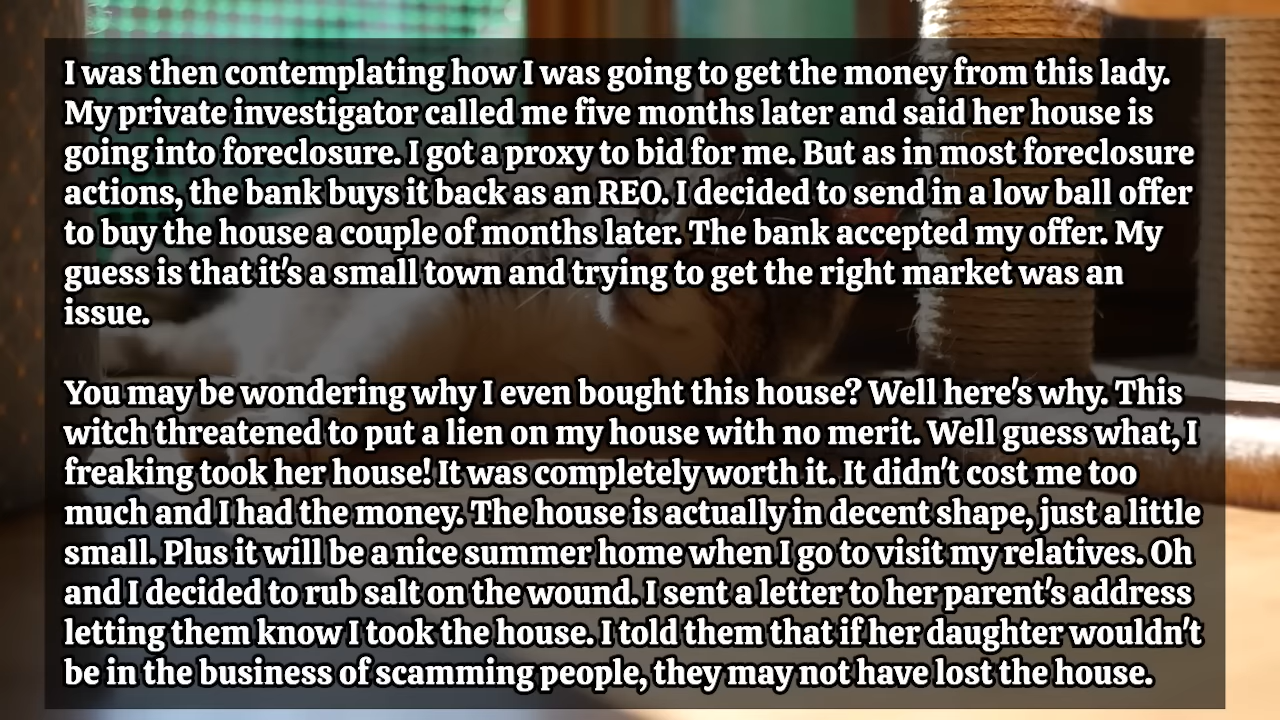 I was then contemplating how I was going to get the money from this lady.
My private investigator called me five months later and said her house is
going into foreclosure. I got a proxy to bid for me. But as in most foreclosure
actions, the bank buys it back as an REO. I decided to send in a low ball offer
to buy the house a couple of months later. The bank accepted my offer. My
guess is that it's a small town and trying to get the right market was an
issue.
You may be wondering why I even bought this house? Well here's why. This
witch threatened to put a lien on my house with no merit. Well guess what, I
freaking took her house! It was completely worth it. It didn't cost me too
much and I had the money. The house is actually in decent shape, just a little
small. Plus it will be a nice summer home when I go to visit my relatives. Oh
and I decided to rub salt on the wound. I sent a letter to her parent's address
letting them know I took the house. I told them that if her daughter wouldn't
be in the business of scamming people, they may not have lost the house.